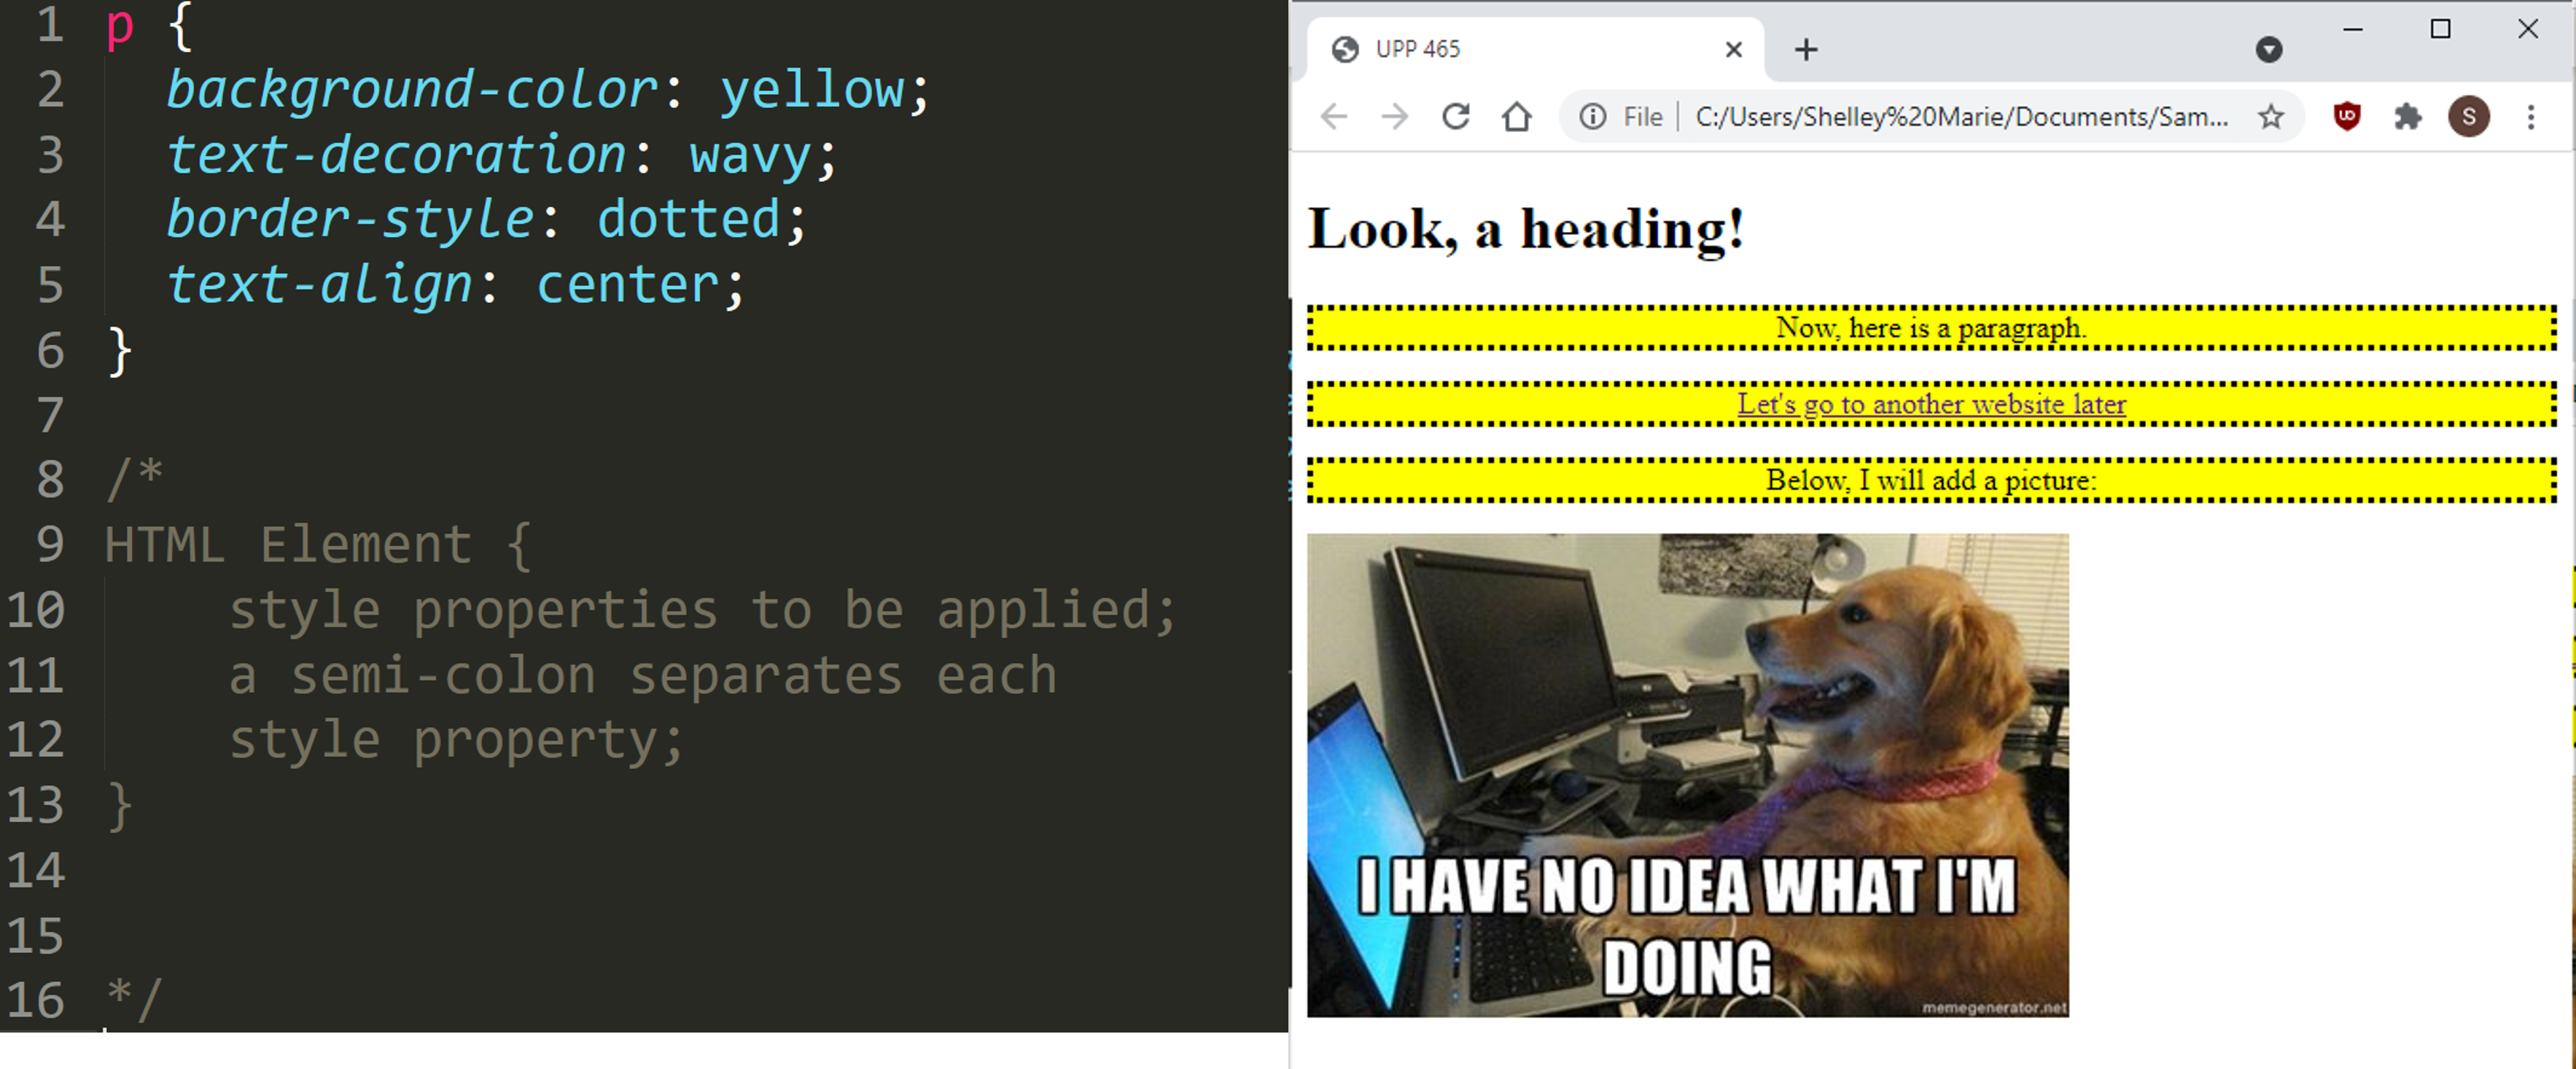 1 p {
2 background-color: yellow;
3 text-decoration: wavy;
4 border-style: dotted;
5 text-align: center;
6 }
7
8 /*
9 HTML Element {
10 style properties to be applied;
11 a semi-colon separates each
12 style property;
13 }
14
15
16 */
UPP 465
File | C:/Users/Shelley%20Marie/Documents/Sam...
S
Look, a heading!
Now, here is a paragraph.
Let's go to another website later
Below, I will add a picture:
I HAVE NO IDEA WHAT I'M
DOING
memegenerator.net